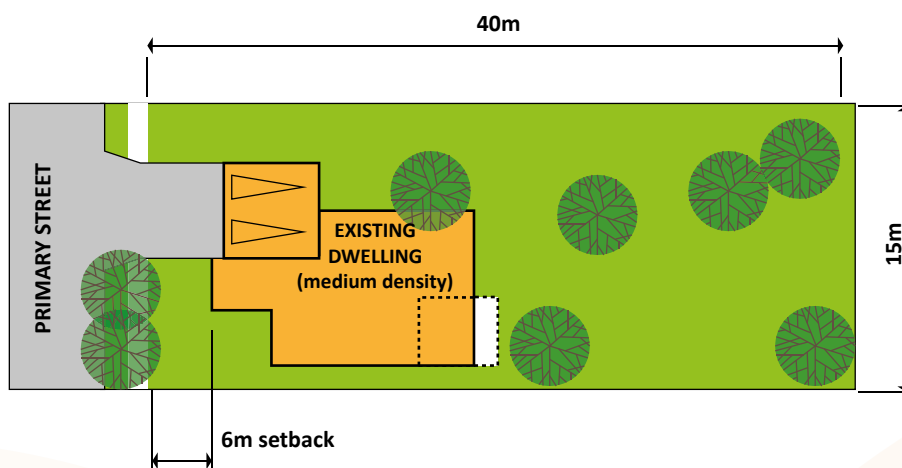 40m
PRIMARY STREET
EXISTING
DWELLING
(medium density)
15m
6m setback